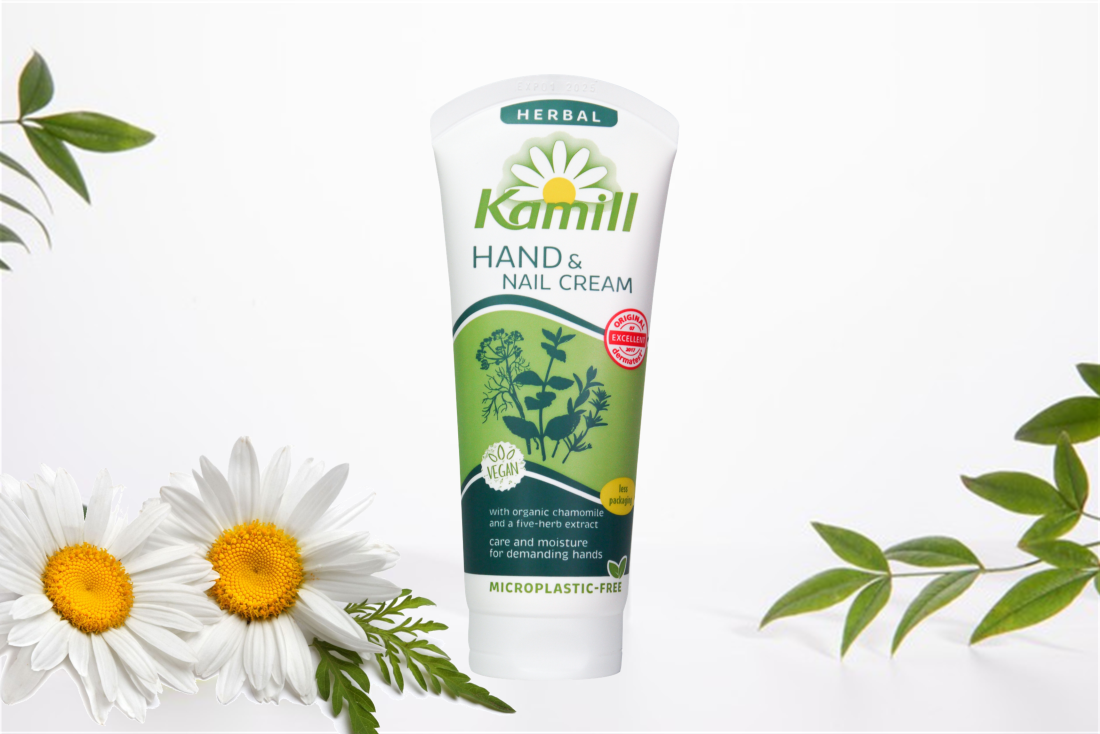 HERBAL
Kamill
HAND &
NAIL CREAM
ORIGINAL
EXCELLENT
dermatest
VEGAN
less
packaging
with organic chamomile
and a five-herb extract
care and moisture
for demanding hands
MICROPLASTIC-FREE